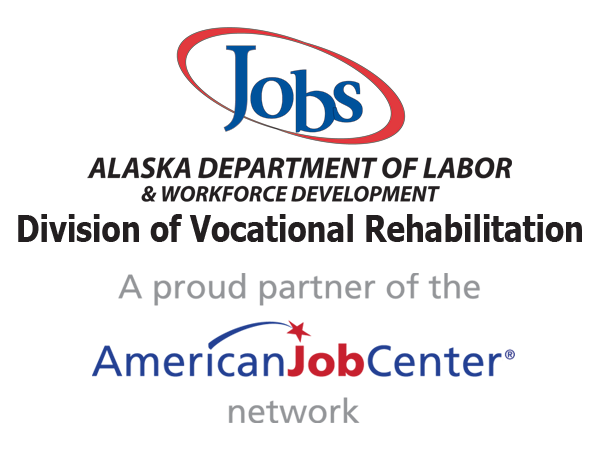 Jobs
ALASKA DEPARTMENT OF LABOR
& WORKFORCE DEVELOPMENT
Division of Vocational Rehabilitation
A proud partner of the
AmericanJobCenter®
network